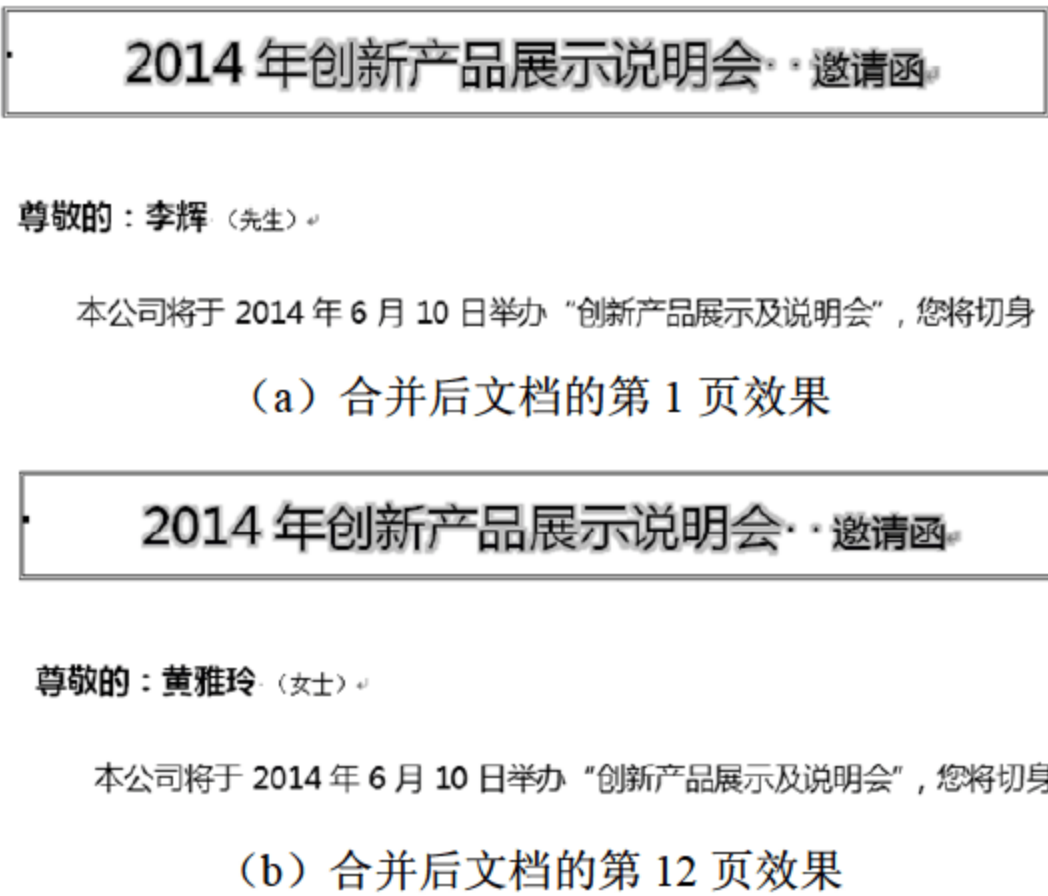 2014 年创新产品展示说明会··邀请函
尊敬的：李辉（先生）
本公司将于 2014 年 6 月 10 日举办“创新产品展示及说明会”，您将切身
（a）合并后文档的第 1 页效果
2014 年创新产品展示说明会··邀请函
尊敬的：黄雅玲（女士）
本公司将于 2014 年 6 月 10 日举办“创新产品展示及说明会”，您将切身
（b）合并后文档的第 12 页效果